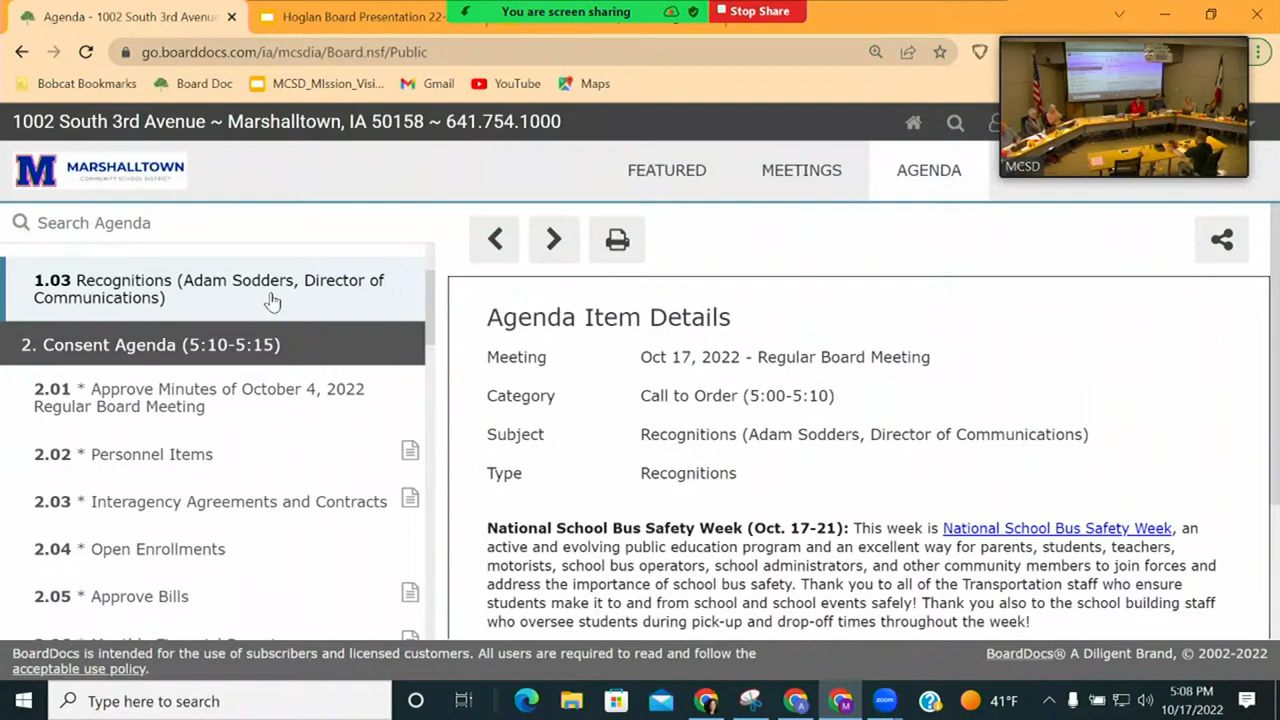 Agenda - 1002 South 3rd Avenu
Hoglan Board Presentation 22-
You are screen sharing
Stop Share
go.boarddocs.com/ia/mcsdia/Board.nsf/Public
Bobcat Bookmarks
Board Doc
MCSD_MIssion_Visi...
Gmail
YouTube
Maps
1002 South 3rd Avenue ~ Marshalltown, IA 50158 ~ 641.754.1000
MCSD
M MARSHALLTOWN
COMMUNITY SCHOOL DISTRICT
FEATURED
MEETINGS
AGENDA
Search Agenda
1.03 Recognitions (Adam Sodders, Director of
Communications)
2. Consent Agenda (5:10-5:15)
2.01 * Approve Minutes of October 4, 2022
Regular Board Meeting
2.02 * Personnel Items
2.03 * Interagency Agreements and Contracts
2.04 * Open Enrollments
2.05 * Approve Bills
Agenda Item Details
Meeting Oct 17, 2022 - Regular Board Meeting
Category Call to Order (5:00-5:10)
Subject Recognitions (Adam Sodders, Director of Communications)
Type Recognitions
National School Bus Safety Week (Oct. 17-21): This week is National School Bus Safety Week, an
active and evolving public education program and an excellent way for parents, students, teachers,
motorists, school bus operators, school administrators, and other community members to join forces and
address the importance of school bus safety. Thank you to all of the Transportation staff who ensure
students make it to and from school and school events safely! Thank you also to the school building staff
who oversee students during pick-up and drop-off times throughout the week!
BoardDocs is intended for the use of subscribers and licensed customers. All users are required to read and follow the
acceptable use policy.
BoardDocs® A Diligent Brand, © 2002-2022
Type here to search
41°F
5:08 PM
10/17/2022